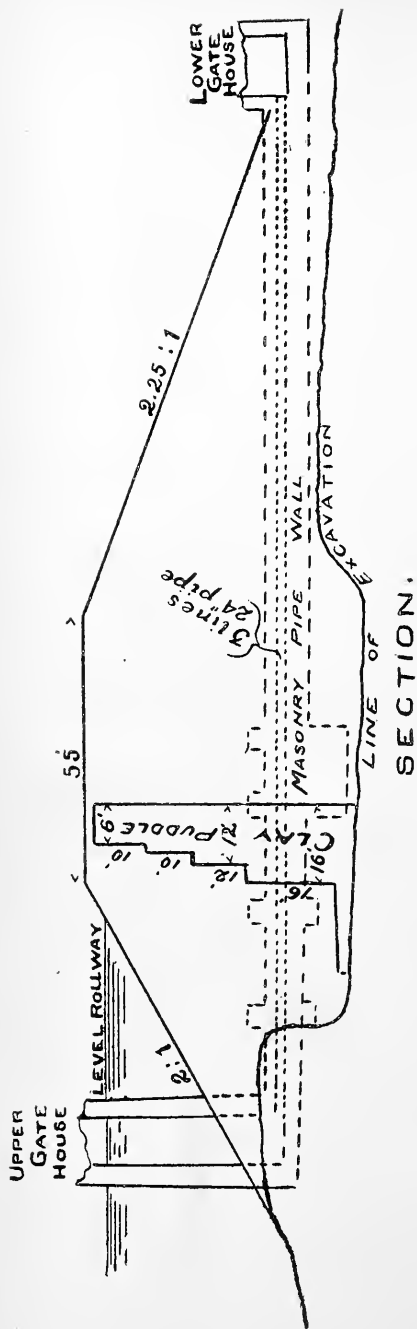 UPPER
GATE
HOUSE
LEVEL ROLLWAY
2:1
55'
2.25:1
LOWER
GATE
HOUSE
6'
10'
10'
12'
12'
16'
CLAY PUDDLE
3 lines
24" pipe
MASONRY PIPE WALL
LINE OF EXCAVATION
SECTION.